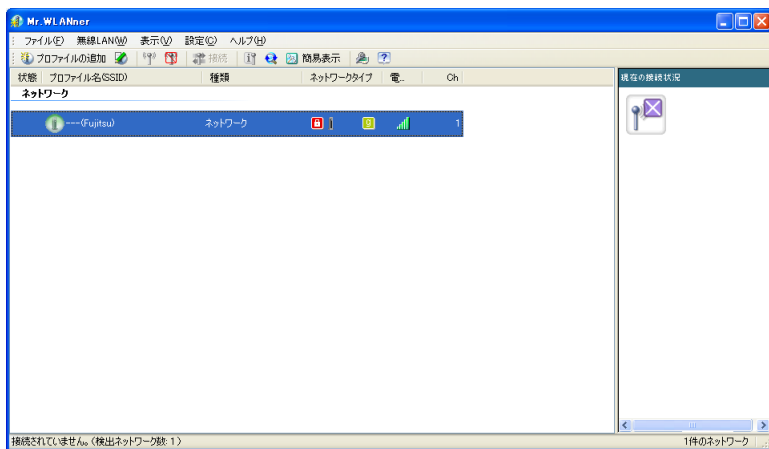 Mr.WLANner
ファイル(F) 無線LAN(W) 表示(V) 設定(C) ヘルプ(H)
プロファイルの追加 接続 簡易表示
状態 プロファイル名(SSID) 種類 ネットワークタイプ 電... Ch
現在の接続状況
ネットワーク
---(Fujitsu) ネットワーク g 1
接続されていません。(検出ネットワーク数: 1)
1件のネットワーク